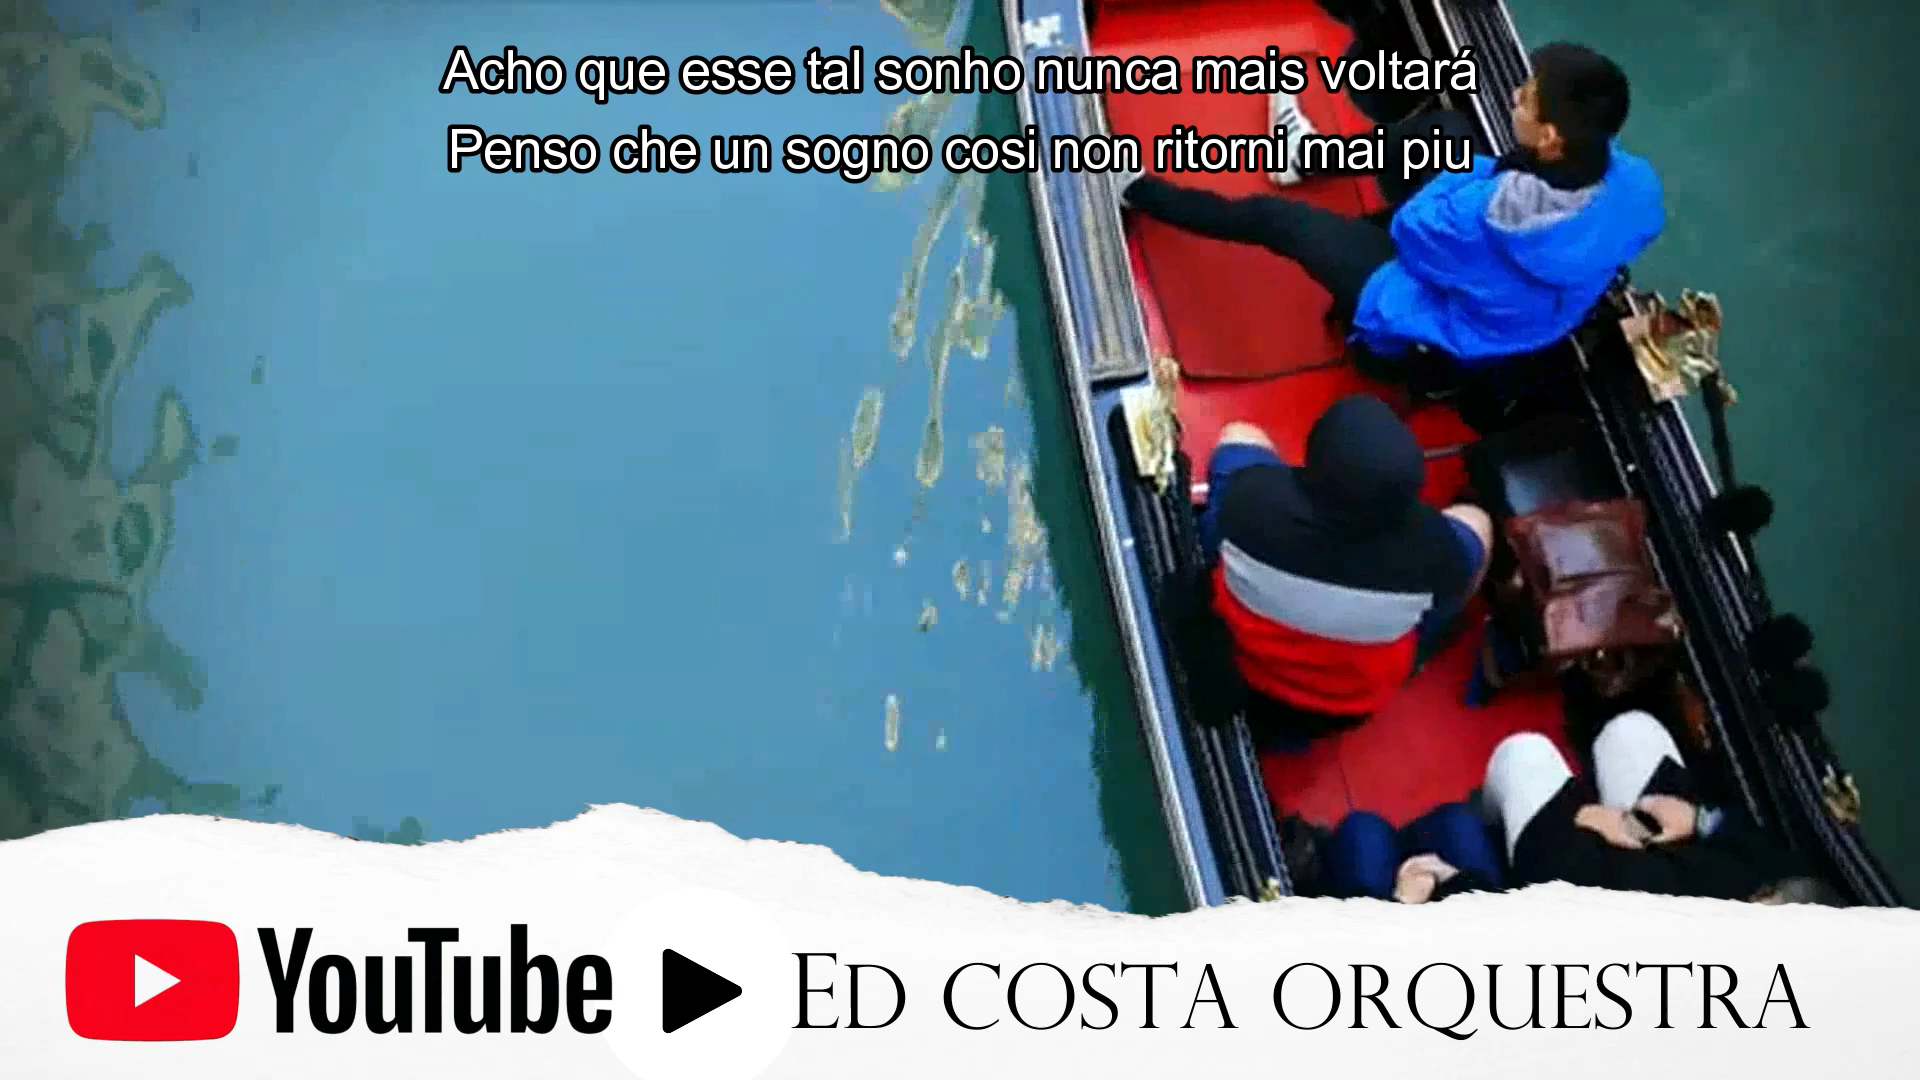 Acho que esse tal sonho nunca mais voltará
Penso che un sogno cosi non ritorni mai piu
YouTube ED COSTA ORQUESTRA